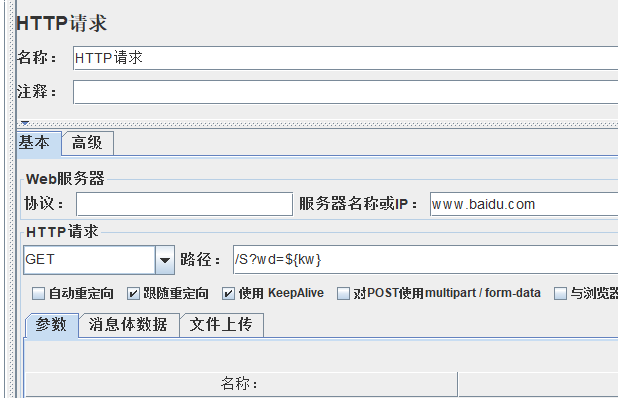 HTTP请求
名称： HTTP请求
注释：
基本 高级
Web服务器
协议： 服务器名称或IP： www.baidu.com
HTTP请求
GET 路径： /S?wd=${kw}
自动重定向 跟随重定向 使用 KeepAlive 对POST使用multipart / form-data 与浏览器
参数 消息体数据 文件上传
名称：